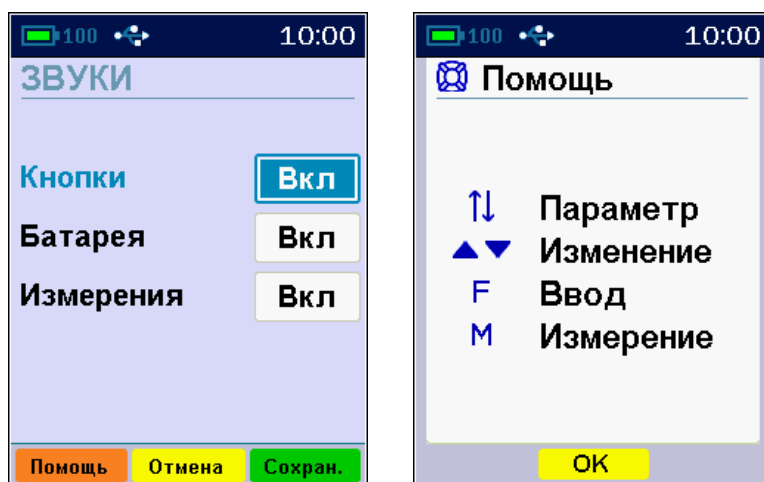 100 10:00
ЗВУКИ
Кнопки Вкл
Батарея Вкл
Измерения Вкл
Помощь Отмена Сохран.
100 10:00
Помощь
Параметр
Изменение
F Ввод
M Измерение
OK